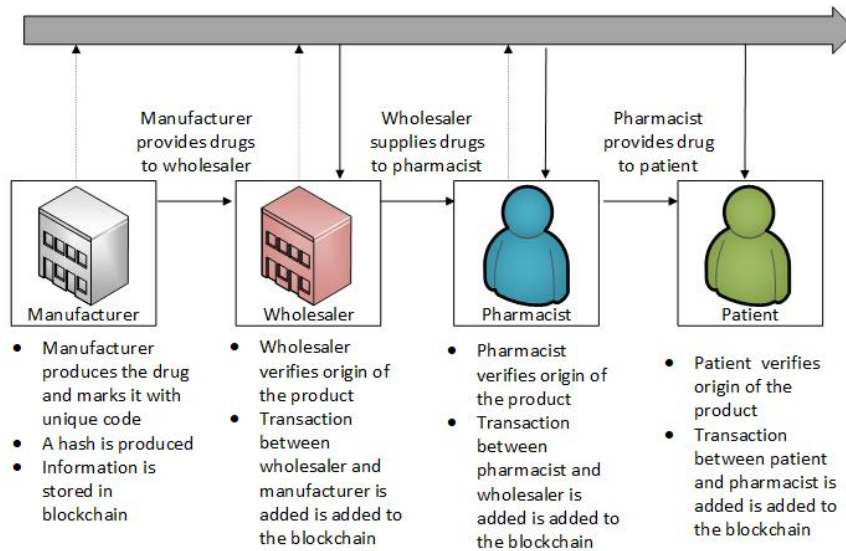 Manufacturer
provides drugs
to wholesaler
Wholesaler
supplies drugs
to pharmacist
Pharmacist
provides drug
to patient
Manufacturer
Wholesaler
Pharmacist
Patient
• Manufacturer
produces the drug
and marks it with
unique code
• A hash is produced
• Information is
stored in
blockchain
• Wholesaler
verifies origin of
the product
• Transaction
between
wholesaler and
manufacturer is
added is added to
the blockchain
• Pharmacist
verifies origin of
the product
• Transaction
between
pharmacist and
wholesaler is
added is added to
the blockchain
• Patient verifies
origin of the
product
• Transaction
between patient
and pharmacist is
added is added to
the blockchain